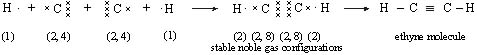 H · + · C ×××× + ×××× C · + · H ⟶ H · × C ×××× ×××× C × · H ⟶ H – C ≡ C – H
(1) (2, 4) (2, 4) (1) (2) (2, 8) (2, 8) (2) ethyne molecule
stable noble gas configurations